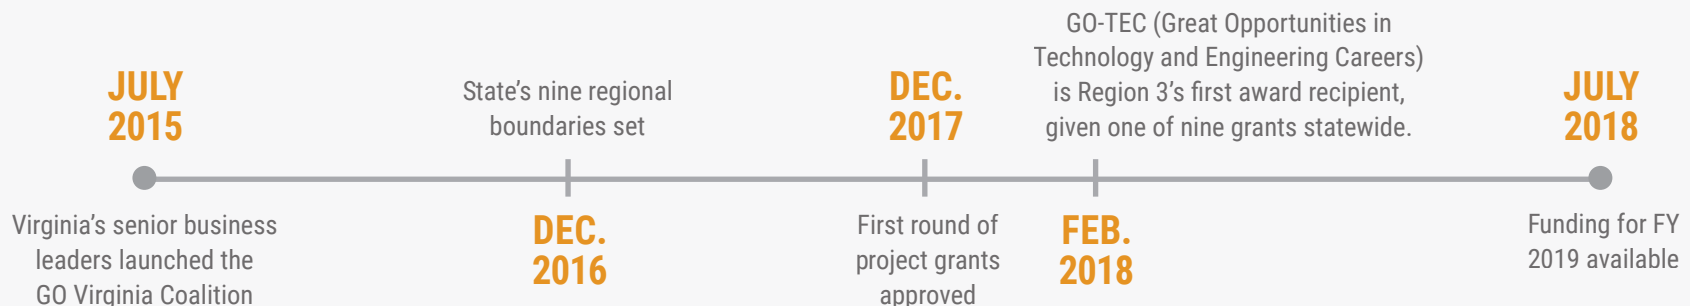 JULY
2015
Virginia’s senior business
leaders launched the
GO Virginia Coalition
State’s nine regional
boundaries set
DEC.
2016
DEC.
2017
First round of
project grants
approved
GO-TEC (Great Opportunities in
Technology and Engineering Careers)
is Region 3’s first award recipient,
given one of nine grants statewide.
FEB.
2018
JULY
2018
Funding for FY
2019 available